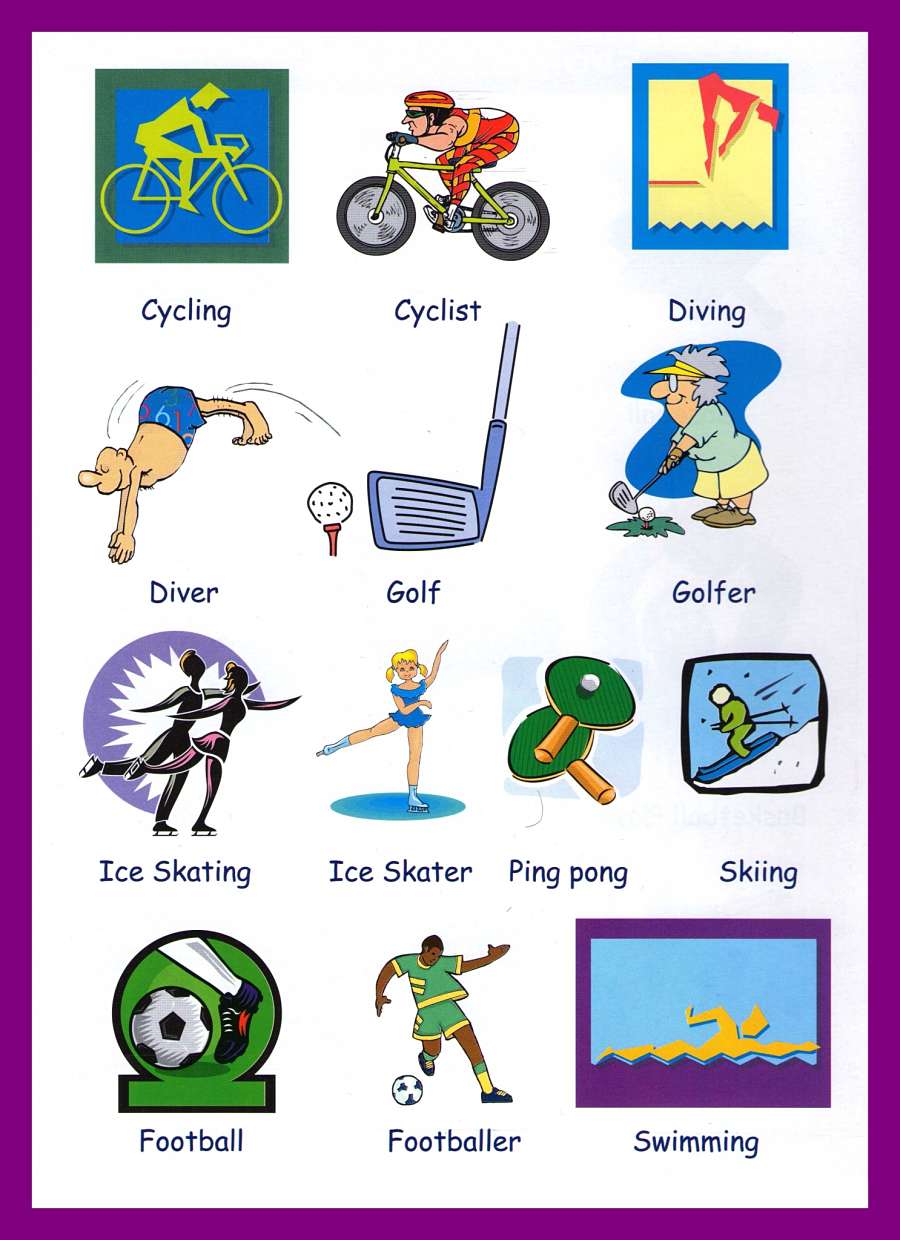 Cycling
Cyclist
Diving
Diver
Golf
Golfer
Ice Skating
Ice Skater
Ping pong
Skiing
Football
Footballer
Swimming